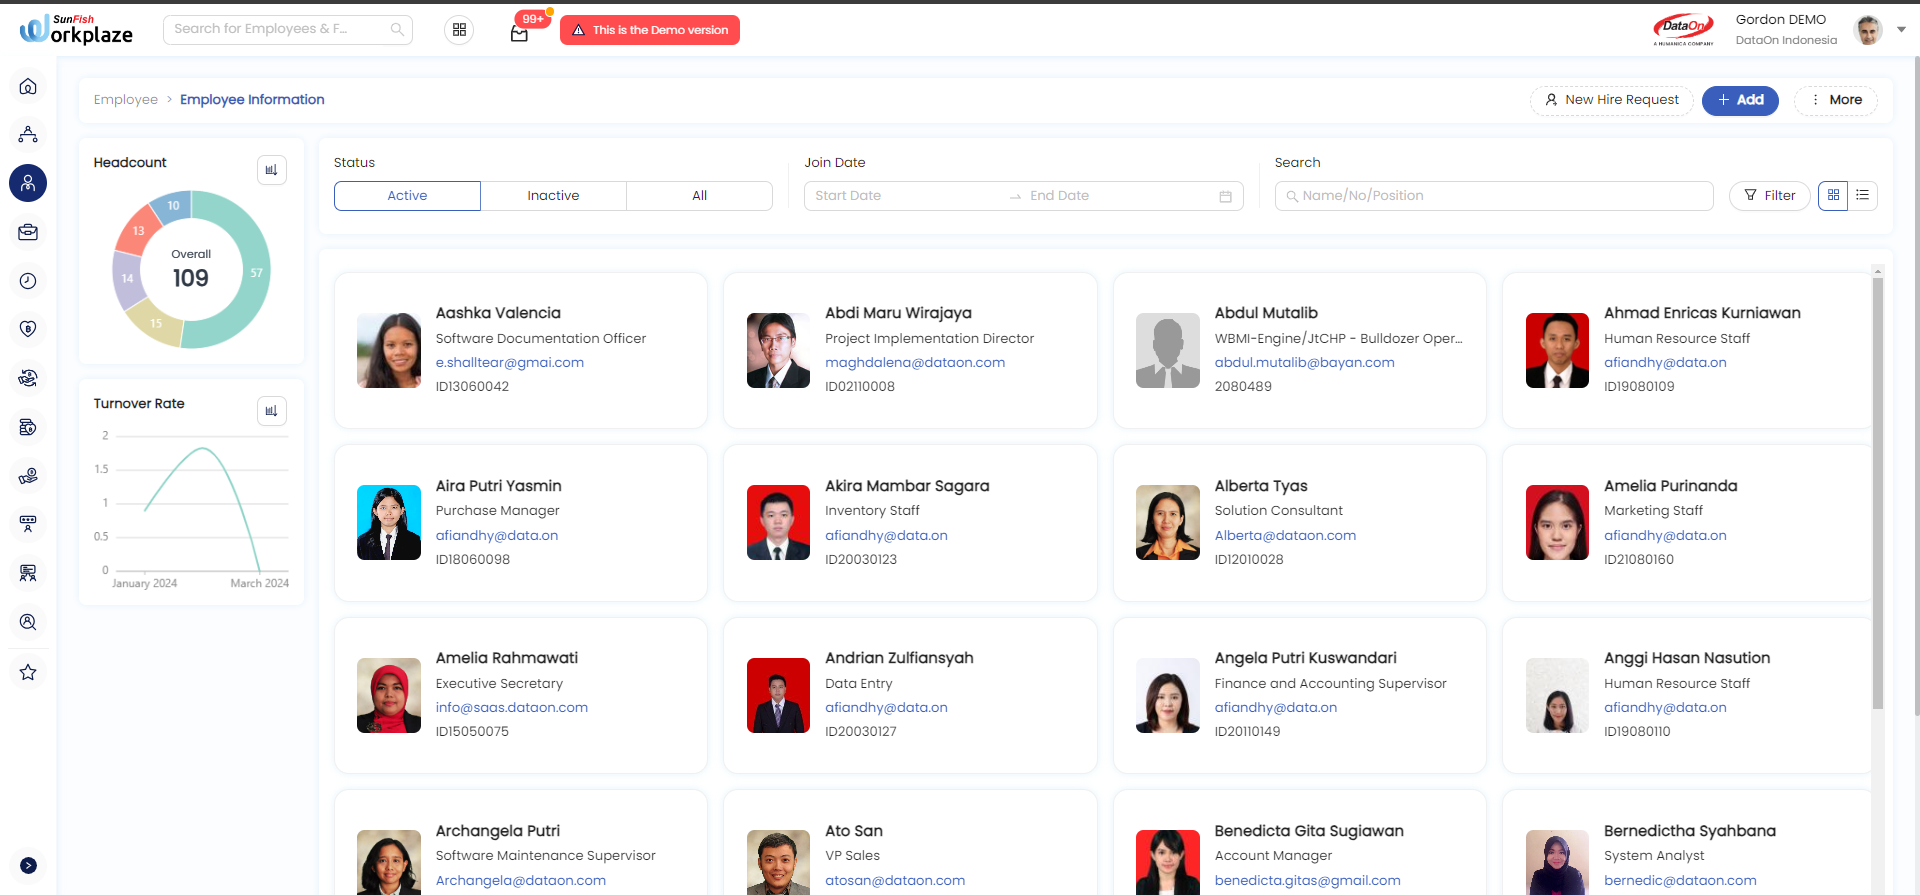 SunFish
Workplaze
Search for Employees & F...
99+
This is the Demo version
DataOn
A HUMANICA COMPANY
Gordon DEMO
DataOn Indonesia
Employee > Employee Information
New Hire Request
+ Add
More
Headcount
10
13
14
15
57
Overall
109
Turnover Rate
2
1.5
1
0.5
0
January 2024
March 2024
Status
Active
Inactive
All
Join Date
Start Date
End Date
Search
Name/No/Position
Filter
Aashka Valencia
Software Documentation Officer
e.shalltear@gmai.com
ID13060042
Abdi Maru Wirajaya
Project Implementation Director
maghdalena@dataon.com
ID02110008
Abdul Mutalib
WBMI-Engine/JtCHP - Bulldozer Oper...
abdul.mutalib@bayan.com
2080489
Ahmad Enricas Kurniawan
Human Resource Staff
afiandhy@data.on
ID19080109
Aira Putri Yasmin
Purchase Manager
afiandhy@data.on
ID18060098
Akira Mambar Sagara
Inventory Staff
afiandhy@data.on
ID20030123
Alberta Tyas
Solution Consultant
Alberta@dataon.com
ID12010028
Amelia Purinanda
Marketing Staff
afiandhy@data.on
ID21080160
Amelia Rahmawati
Executive Secretary
info@saas.dataon.com
ID15050075
Andrian Zulfiansyah
Data Entry
afiandhy@data.on
ID20030127
Angela Putri Kuswandari
Finance and Accounting Supervisor
afiandhy@data.on
ID20110149
Anggi Hasan Nasution
Human Resource Staff
afiandhy@data.on
ID19080110
Archangela Putri
Software Maintenance Supervisor
Archangela@dataon.com
Ato San
VP Sales
atosan@dataon.com
Benedicta Gita Sugiawan
Account Manager
benedicta.gitas@gmail.com
Bernedictha Syahbana
System Analyst
bernedic@dataon.com